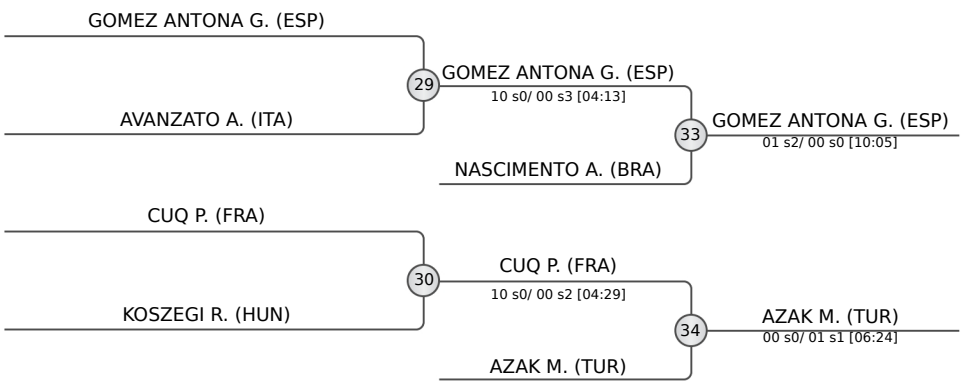 GOMEZ ANTONA G. (ESP)
29
GOMEZ ANTONA G. (ESP)
10 s0/ 00 s3 [04:13]
AVANZATO A. (ITA)
33
GOMEZ ANTONA G. (ESP)
01 s2/ 00 s0 [10:05]
NASCIMENTO A. (BRA)
CUQ P. (FRA)
30
CUQ P. (FRA)
10 s0/ 00 s2 [04:29]
KOSZEGI R. (HUN)
34
AZAK M. (TUR)
00 s0/ 01 s1 [06:24]
AZAK M. (TUR)